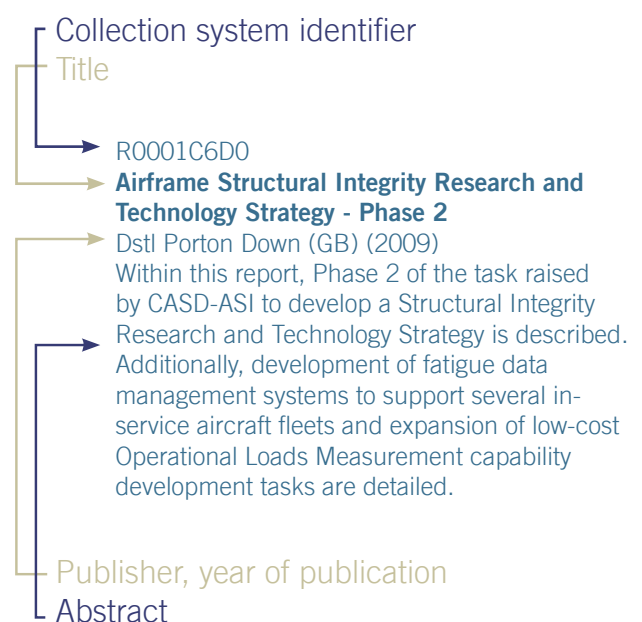 Collection system identifier
Title
R0001C6D0
Airframe Structural Integrity Research and
Technology Strategy - Phase 2
Dstl Porton Down (GB) (2009)
Within this report, Phase 2 of the task raised
by CASD-ASI to develop a Structural Integrity
Research and Technology Strategy is described.
Additionally, development of fatigue data
management systems to support several in-
service aircraft fleets and expansion of low-cost
Operational Loads Measurement capability
development tasks are detailed.
Publisher, year of publication
Abstract